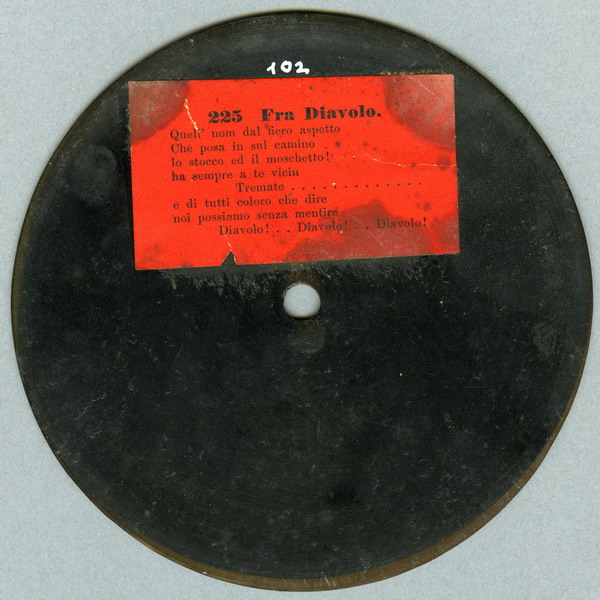 102
225 Fra Diavolo.
Quell' nom dal fiero aspetto
Che posa in sul camino
lo stocco ed il moschetto!
ha sempre a te vicin
Tremate . . . . . . . . . . . . . .
e di tutti coloro che dire
noi possiamo senza mentire
Diavolo! . . Diavolo! . . Diavolo!